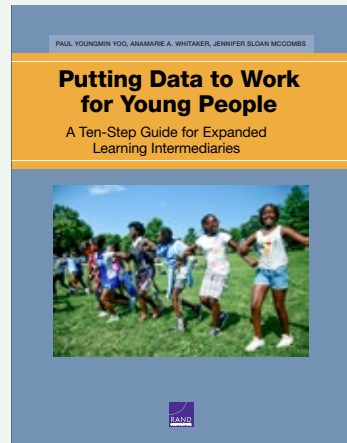 PAUL YOUNGMIN YOO, ANAMARIE A. WHITAKER, JENNIFER SLOAN MCCOMBS
Putting Data to Work
for Young People
A Ten-Step Guide for Expanded
Learning Intermediaries
RAND